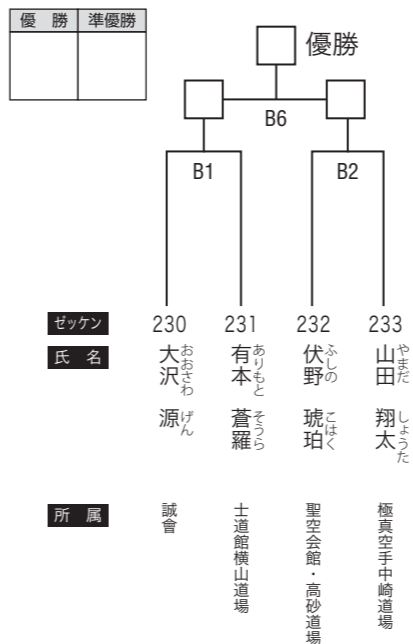 優勝 準優勝
優勝
B6
B1 B2
ゼッケン 230 231 232 233
氏名
大沢 源
おおさわ げん
有本 蒼羅
ありもと そうら
伏野 琥珀
ふしの こはく
山田 翔太
やまだ しょうた
所属
誠會
士道館横山道場
聖空会館・高砂道場
極真空手中崎道場